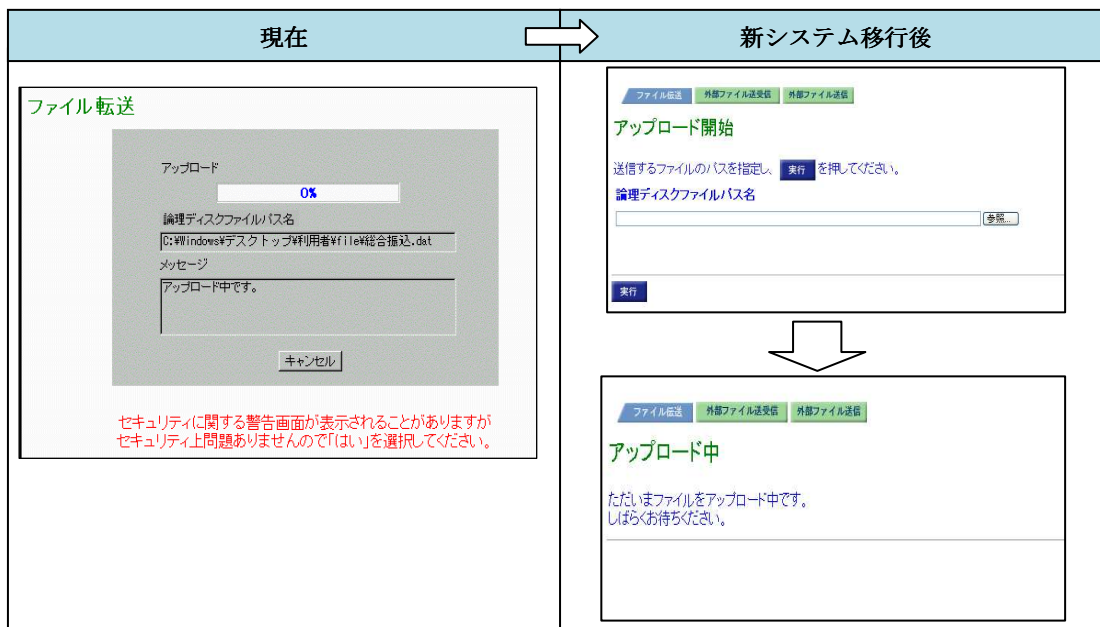 現在
新システム移行後
ファイル転送
アップロード
0%
論理ディスクファイルパス名
C:¥Windows¥デスクトップ¥利用者¥file¥総合振込.dat
メッセージ
アップロード中です。
キャンセル
セキュリティに関する警告画面が表示されることがありますが
セキュリティ上問題ありませんので「はい」を選択してください。
ファイル伝送 外部ファイル送受信 外部ファイル送信
アップロード開始
送信するファイルのパスを指定し、 実行 を押してください。
論理ディスクファイルパス名
参照...
実行
ファイル伝送 外部ファイル送受信 外部ファイル送信
アップロード中
ただいまファイルをアップロード中です。
しばらくお待ちください。